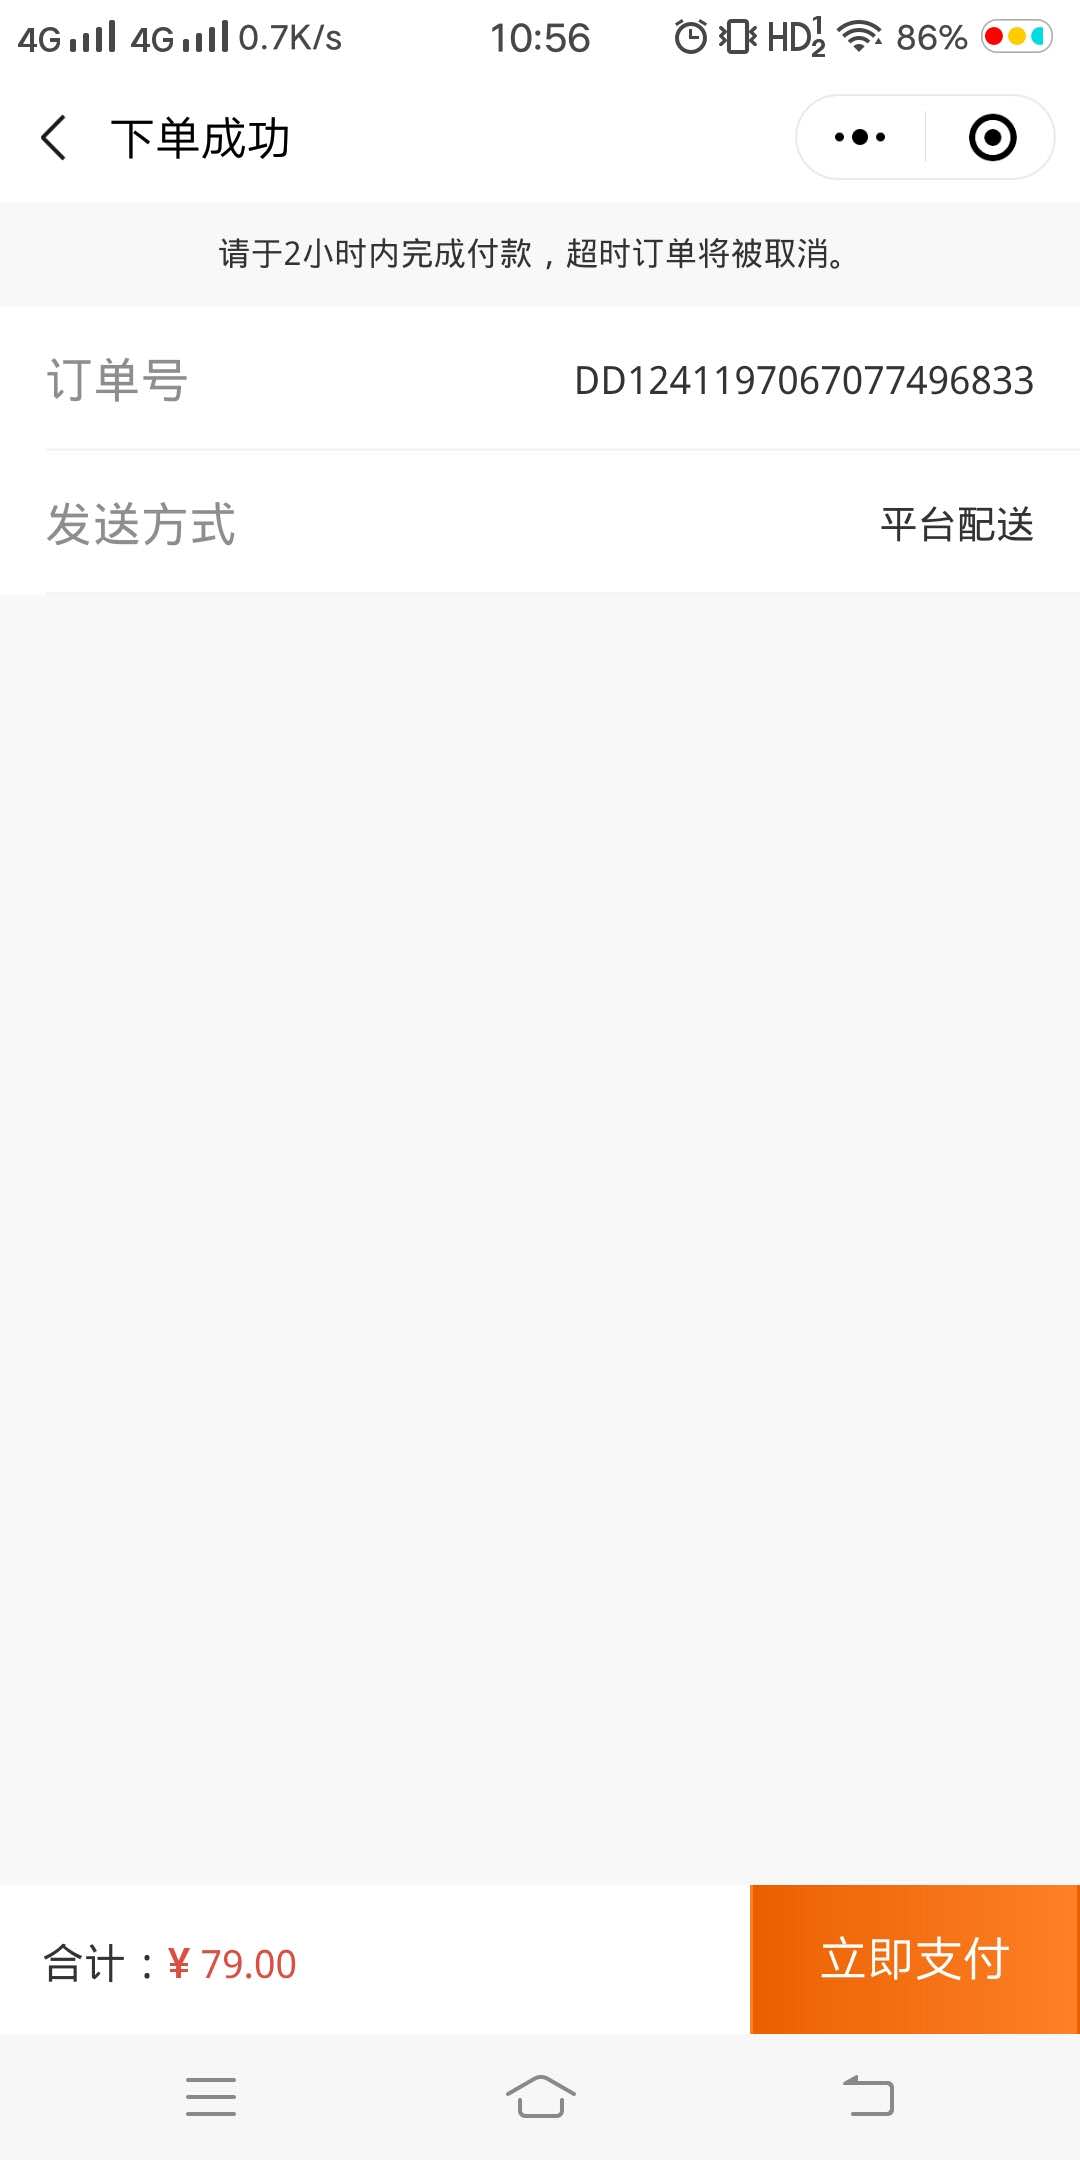 4G 4G 0.7K/s 10:56 HD 1 2 86%
下单成功
请于2小时内完成付款，超时订单将被取消。
订单号 DD1241197067077496833
发送方式 平台配送
合计：¥ 79.00 立即支付